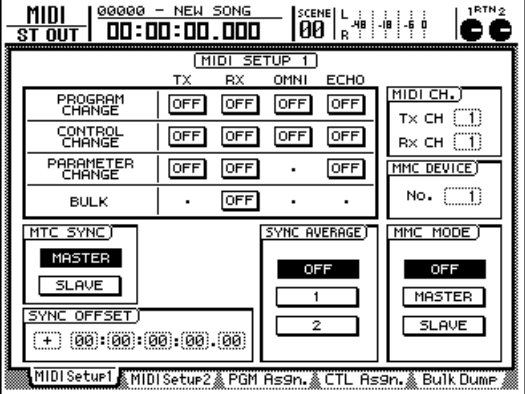 MIDI 00000 - NEW SONG SCENE L -48 -18 -6 0 1RTN2
ST OUT 00:00:00.000 00 R
MIDI SETUP 1
TX RX OMNI ECHO
PROGRAM CHANGE OFF OFF OFF OFF
CONTROL CHANGE OFF OFF OFF OFF
PARAMETER CHANGE OFF OFF · OFF
BULK · OFF · ·
MIDI CH.
Tx CH 1
Rx CH 1
MMC DEVICE
No. 1
MTC SYNC
MASTER
SLAVE
SYNC OFFSET
+ 00:00:00:00.00
SYNC AVERAGE
OFF
1
2
MMC MODE
OFF
MASTER
SLAVE
MIDI Setup1 MIDI Setup2 PGM Asgn. CTL Asgn. Bulk Dump